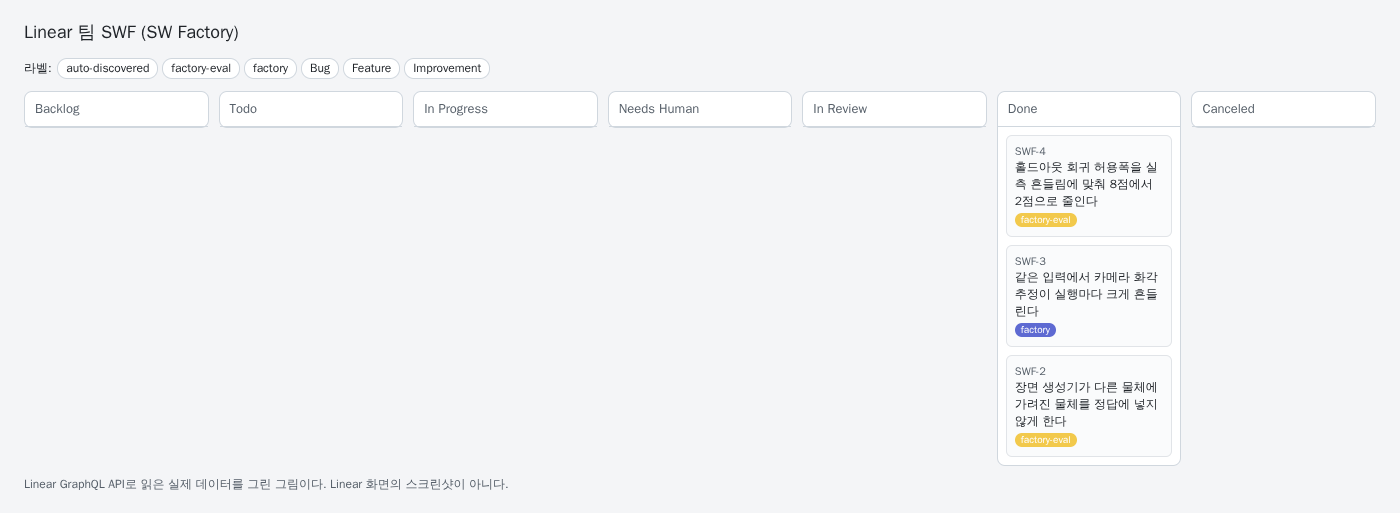 Linear 팀 SWF (SW Factory)
라벨: auto-discovered factory-eval factory Bug Feature Improvement
Backlog
Todo
In Progress
Needs Human
In Review
Done
Canceled
SWF-4
홀드아웃 회귀 허용폭을 실
측 흔들림에 맞춰 8점에서
2점으로 줄인다
factory-eval
SWF-3
같은 입력에서 카메라 화각
추정이 실행마다 크게 흔들
린다
factory
SWF-2
장면 생성기가 다른 물체에
가려진 물체를 정답에 넣지
않게 한다
factory-eval
Linear GraphQL API로 읽은 실제 데이터를 그린 그림이다. Linear 화면의 스크린샷이 아니다.